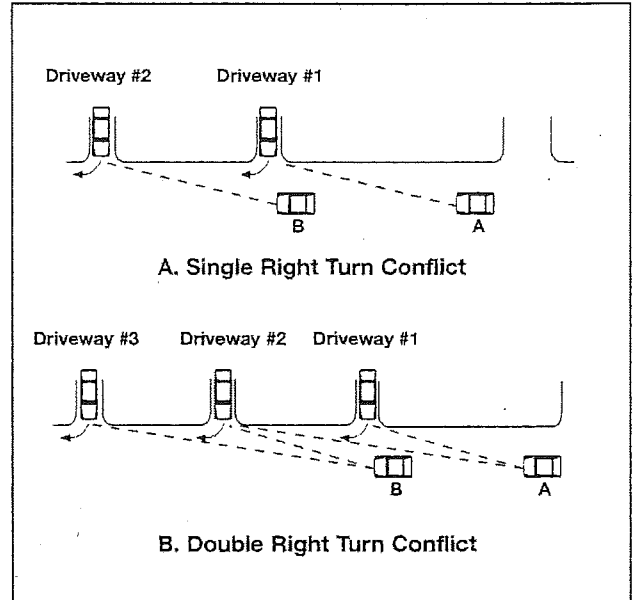 Driveway #2 Driveway #1
B A
A. Single Right Turn Conflict
Driveway #3 Driveway #2 Driveway #1
B A
B. Double Right Turn Conflict